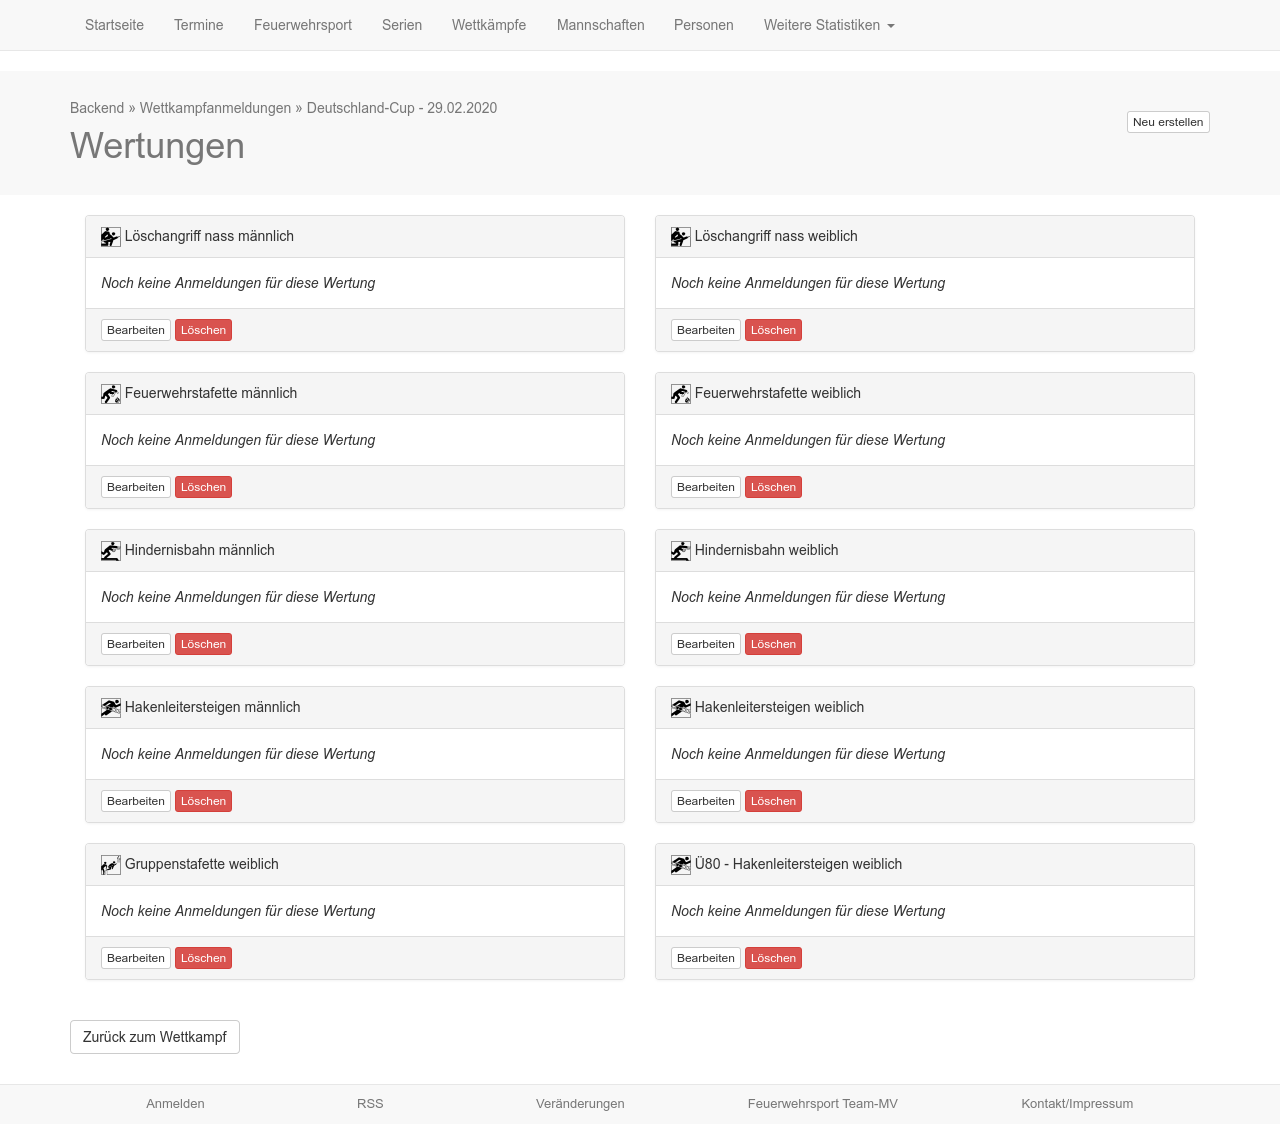 Startseite Termine Feuerwehrsport Serien Wettkämpfe Mannschaften Personen Weitere Statistiken
Backend » Wettkampfanmeldungen » Deutschland-Cup - 29.02.2020
Neu erstellen
Wertungen
Löschangriff nass männlich
Noch keine Anmeldungen für diese Wertung
Bearbeiten Löschen
Löschangriff nass weiblich
Noch keine Anmeldungen für diese Wertung
Bearbeiten Löschen
Feuerwehrstafette männlich
Noch keine Anmeldungen für diese Wertung
Bearbeiten Löschen
Feuerwehrstafette weiblich
Noch keine Anmeldungen für diese Wertung
Bearbeiten Löschen
Hindernisbahn männlich
Noch keine Anmeldungen für diese Wertung
Bearbeiten Löschen
Hindernisbahn weiblich
Noch keine Anmeldungen für diese Wertung
Bearbeiten Löschen
Hakenleitersteigen männlich
Noch keine Anmeldungen für diese Wertung
Bearbeiten Löschen
Hakenleitersteigen weiblich
Noch keine Anmeldungen für diese Wertung
Bearbeiten Löschen
Gruppenstafette weiblich
Noch keine Anmeldungen für diese Wertung
Bearbeiten Löschen
Ü80 - Hakenleitersteigen weiblich
Noch keine Anmeldungen für diese Wertung
Bearbeiten Löschen
Zurück zum Wettkampf
Anmelden RSS Veränderungen Feuerwehrsport Team-MV Kontakt/Impressum